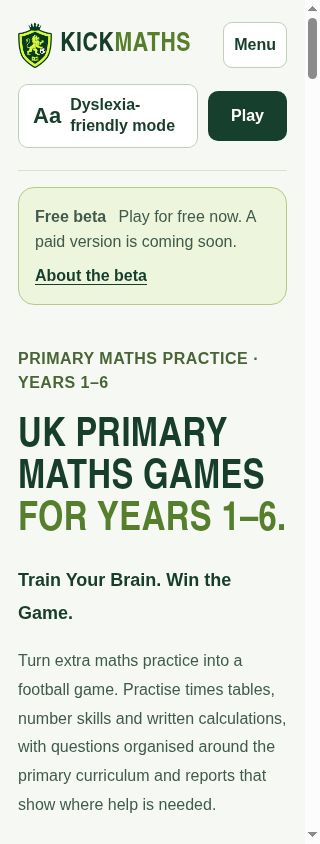 KICKMATHS
Menu
Aa
Dyslexia-
friendly mode
Play
Free beta Play for free now. A
paid version is coming soon.
About the beta
PRIMARY MATHS PRACTICE ·
YEARS 1–6
UK PRIMARY
MATHS GAMES
FOR YEARS 1–6.
Train Your Brain. Win the
Game.
Turn extra maths practice into a
football game. Practise times tables,
number skills and written calculations,
with questions organised around the
primary curriculum and reports that
show where help is needed.